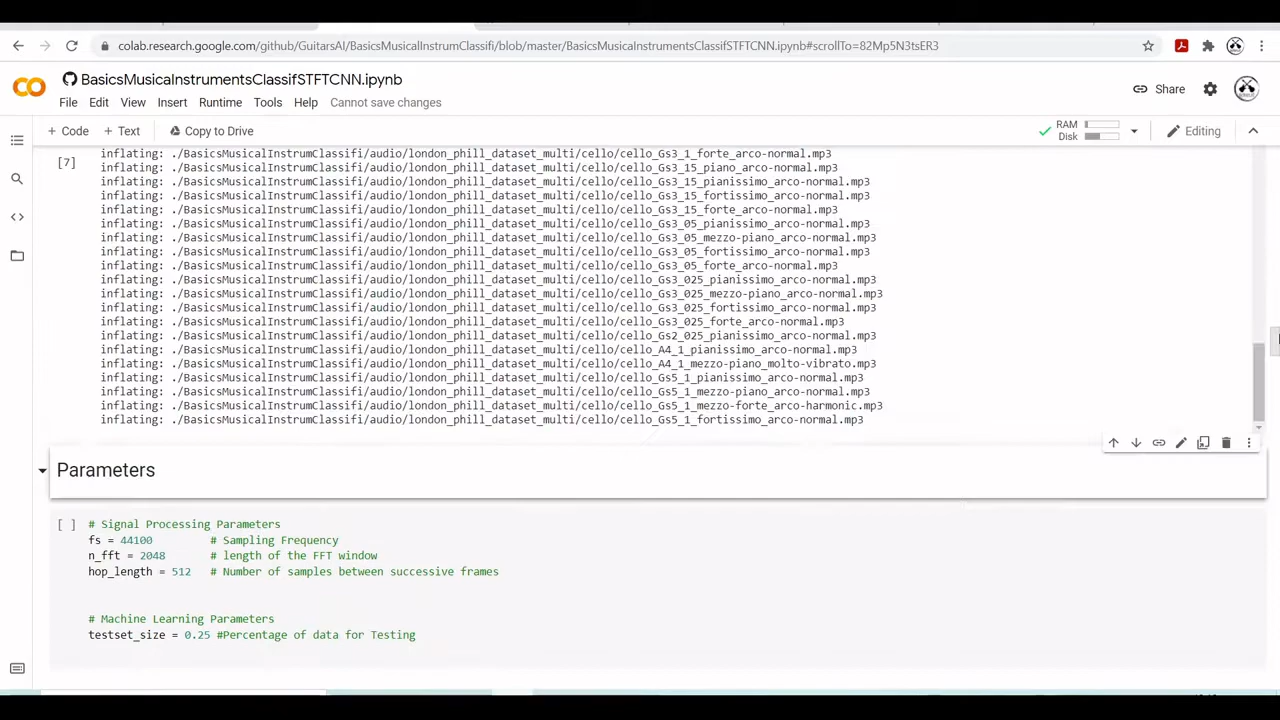 colab.research.google.com/github/GuitarsAI/BasicsMusicalInstrumClassifi/blob/master/BasicsMusicalInstrumentsClassifSTFTCNN.ipynb#scrollTo=82Mp5N3tsER3
CO BasicsMusicalnstrumentsClassifSTFTCNN.ipynb
Share
File Edit View Insert Runtime Tools Help Cannot save changes
+ Code + Text Copy to Drive
RAM
Disk
Editing
[7]
inflating: ./BasicsMusicalInstrumClassifi/audio/london_phill_dataset_multi/cello/cello_Gs3_1_forte_arco-normal.mp3
inflating: ./BasicsMusicalInstrumClassifi/audio/london_phill_dataset_multi/cello/cello_Gs3_15_piano_arco-normal.mp3
inflating: ./BasicsMusicalInstrumClassifi/audio/london_phill_dataset_multi/cello/cello_Gs3_15_pianissimo_arco-normal.mp3
inflating: ./BasicsMusicalInstrumClassifi/audio/london_phill_dataset_multi/cello/cello_Gs3_15_fortissimo_arco-normal.mp3
inflating: ./BasicsMusicalInstrumClassifi/audio/london_phill_dataset_multi/cello/cello_Gs3_15_forte_arco-normal.mp3
inflating: ./BasicsMusicalInstrumClassifi/audio/london_phill_dataset_multi/cello/cello_Gs3_05_pianissimo_arco-normal.mp3
inflating: ./BasicsMusicalInstrumClassifi/audio/london_phill_dataset_multi/cello/cello_Gs3_05_mezzo-piano_arco-normal.mp3
inflating: ./BasicsMusicalInstrumClassifi/audio/london_phill_dataset_multi/cello/cello_Gs3_05_fortissimo_arco-normal.mp3
inflating: ./BasicsMusicalInstrumClassifi/audio/london_phill_dataset_multi/cello/cello_Gs3_05_forte_arco-normal.mp3
inflating: ./BasicsMusicalInstrumClassifi/audio/london_phill_dataset_multi/cello/cello_Gs3_025_pianissimo_arco-normal.mp3
inflating: ./BasicsMusicalInstrumClassifi/audio/london_phill_dataset_multi/cello/cello_Gs3_025_mezzo-piano_arco-normal.mp3
inflating: ./BasicsMusicalInstrumClassifi/audio/london_phill_dataset_multi/cello/cello_Gs3_025_fortissimo_arco-normal.mp3
inflating: ./BasicsMusicalInstrumClassifi/audio/london_phill_dataset_multi/cello/cello_Gs3_025_forte_arco-normal.mp3
inflating: ./BasicsMusicalInstrumClassifi/audio/london_phill_dataset_multi/cello/cello_Gs2_025_pianissimo_arco-normal.mp3
inflating: ./BasicsMusicalInstrumClassifi/audio/london_phill_dataset_multi/cello/cello_A4_1_pianissimo_arco-normal.mp3
inflating: ./BasicsMusicalInstrumClassifi/audio/london_phill_dataset_multi/cello/cello_A4_1_mezzo-piano_molto-vibrato.mp3
inflating: ./BasicsMusicalInstrumClassifi/audio/london_phill_dataset_multi/cello/cello_Gs5_1_pianissimo_arco-normal.mp3
inflating: ./BasicsMusicalInstrumClassifi/audio/london_phill_dataset_multi/cello/cello_Gs5_1_mezzo-piano_arco-normal.mp3
inflating: ./BasicsMusicalInstrumClassifi/audio/london_phill_dataset_multi/cello/cello_Gs5_1_mezzo-forte_arco-harmonic.mp3
inflating: ./BasicsMusicalInstrumClassifi/audio/london_phill_dataset_multi/cello/cello_Gs5_1_fortissimo_arco-normal.mp3
Parameters
[ ] # Signal Processing Parameters
fs = 44100 # Sampling Frequency
n_fft = 2048 # length of the FFT window
hop_length = 512 # Number of samples between successive frames
# Machine Learning Parameters
testset_size = 0.25 #Percentage of data for Testing